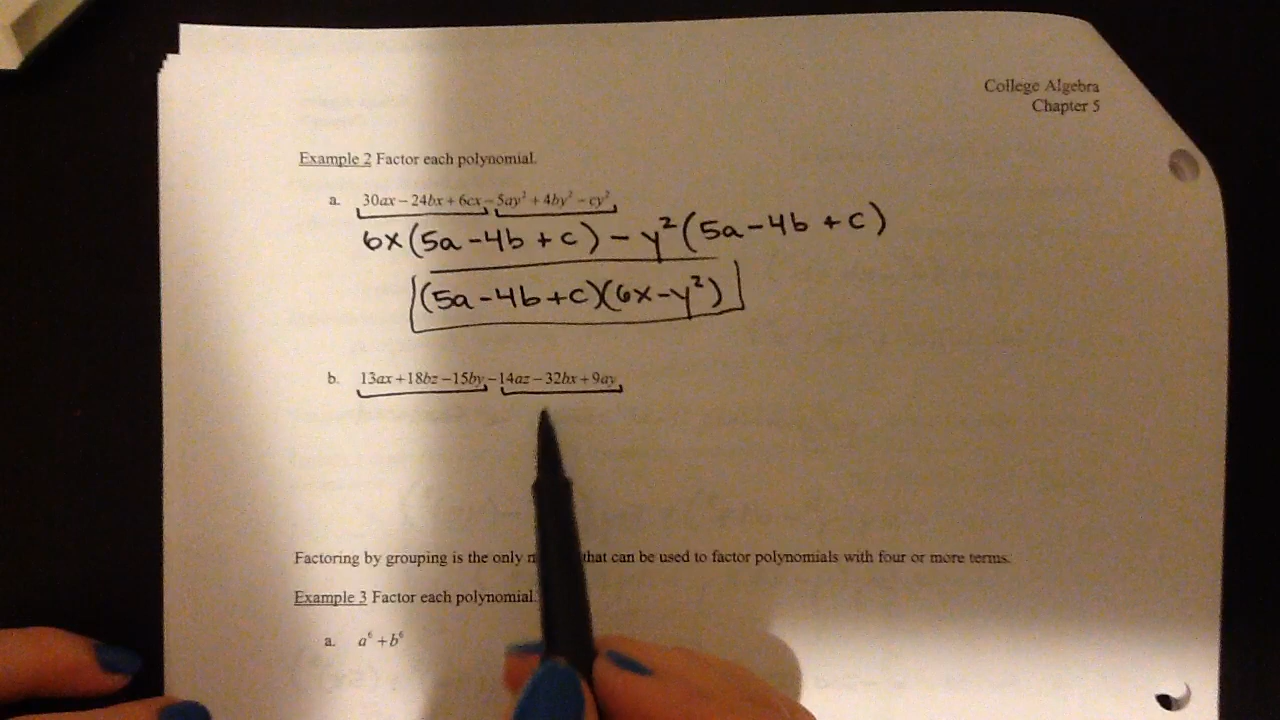 College Algebra
Chapter 5
Example 2 Factor each polynomial.
a. 30ax − 24bx + 6cx − 5ay² + 4by² − cy²
6x(5a − 4b + c) − y²(5a − 4b + c)
(5a − 4b + c)(6x − y²)
b. 13ax + 18bz − 15by − 14az − 32bx + 9ay
Factoring by grouping is the only that can be used to factor polynomials with four or more terms.
Example 3 Factor each polynomial.
a. a⁶ + b⁶